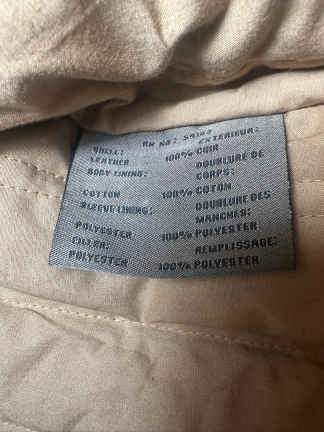 RN NO: 54163
SHELL: EXTERIEUR:
LEATHER 100% CUIR
BODY LINING: DOUBLURE DE
CORPS:
COTTON 100% COTON
SLEEVE LINING: DOUBLURE DES
MANCHES:
POLYESTER 100% POLYESTER
FILLER: REMPLISSAGE:
POLYESTER 100% POLYESTER